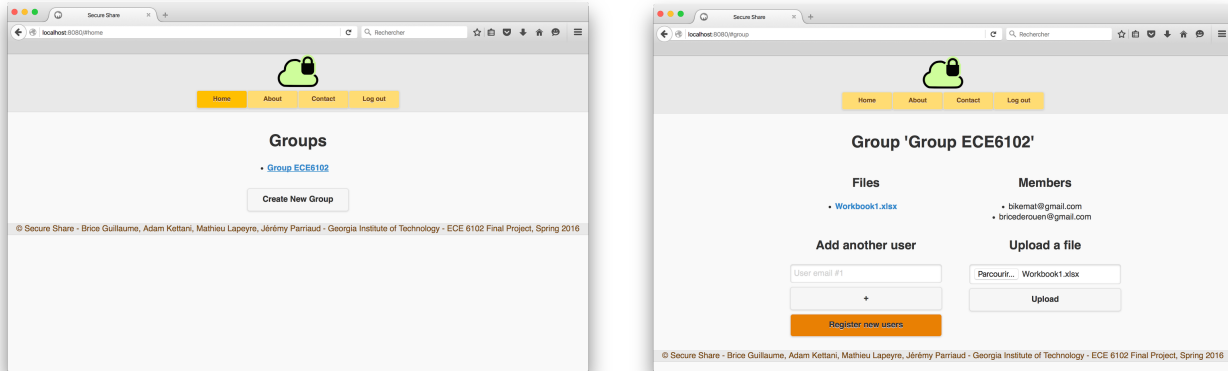 Secure Share
localhost:8080/#home
Rechercher
Home About Contact Log out
Groups
• Group ECE6102
Create New Group
© Secure Share - Brice Guillaume, Adam Kettani, Mathieu Lapeyre, Jérémy Parriaud - Georgia Institute of Technology - ECE 6102 Final Project, Spring 2016
Secure Share
localhost:8080/#group
Rechercher
Home About Contact Log out
Group 'Group ECE6102'
Files
• Workbook1.xlsx
Members
• bikemat@gmail.com
• bricederouen@gmail.com
Add another user
User email #1
+
Register new users
Upload a file
Parcourir... Workbook1.xlsx
Upload
© Secure Share - Brice Guillaume, Adam Kettani, Mathieu Lapeyre, Jérémy Parriaud - Georgia Institute of Technology - ECE 6102 Final Project, Spring 2016